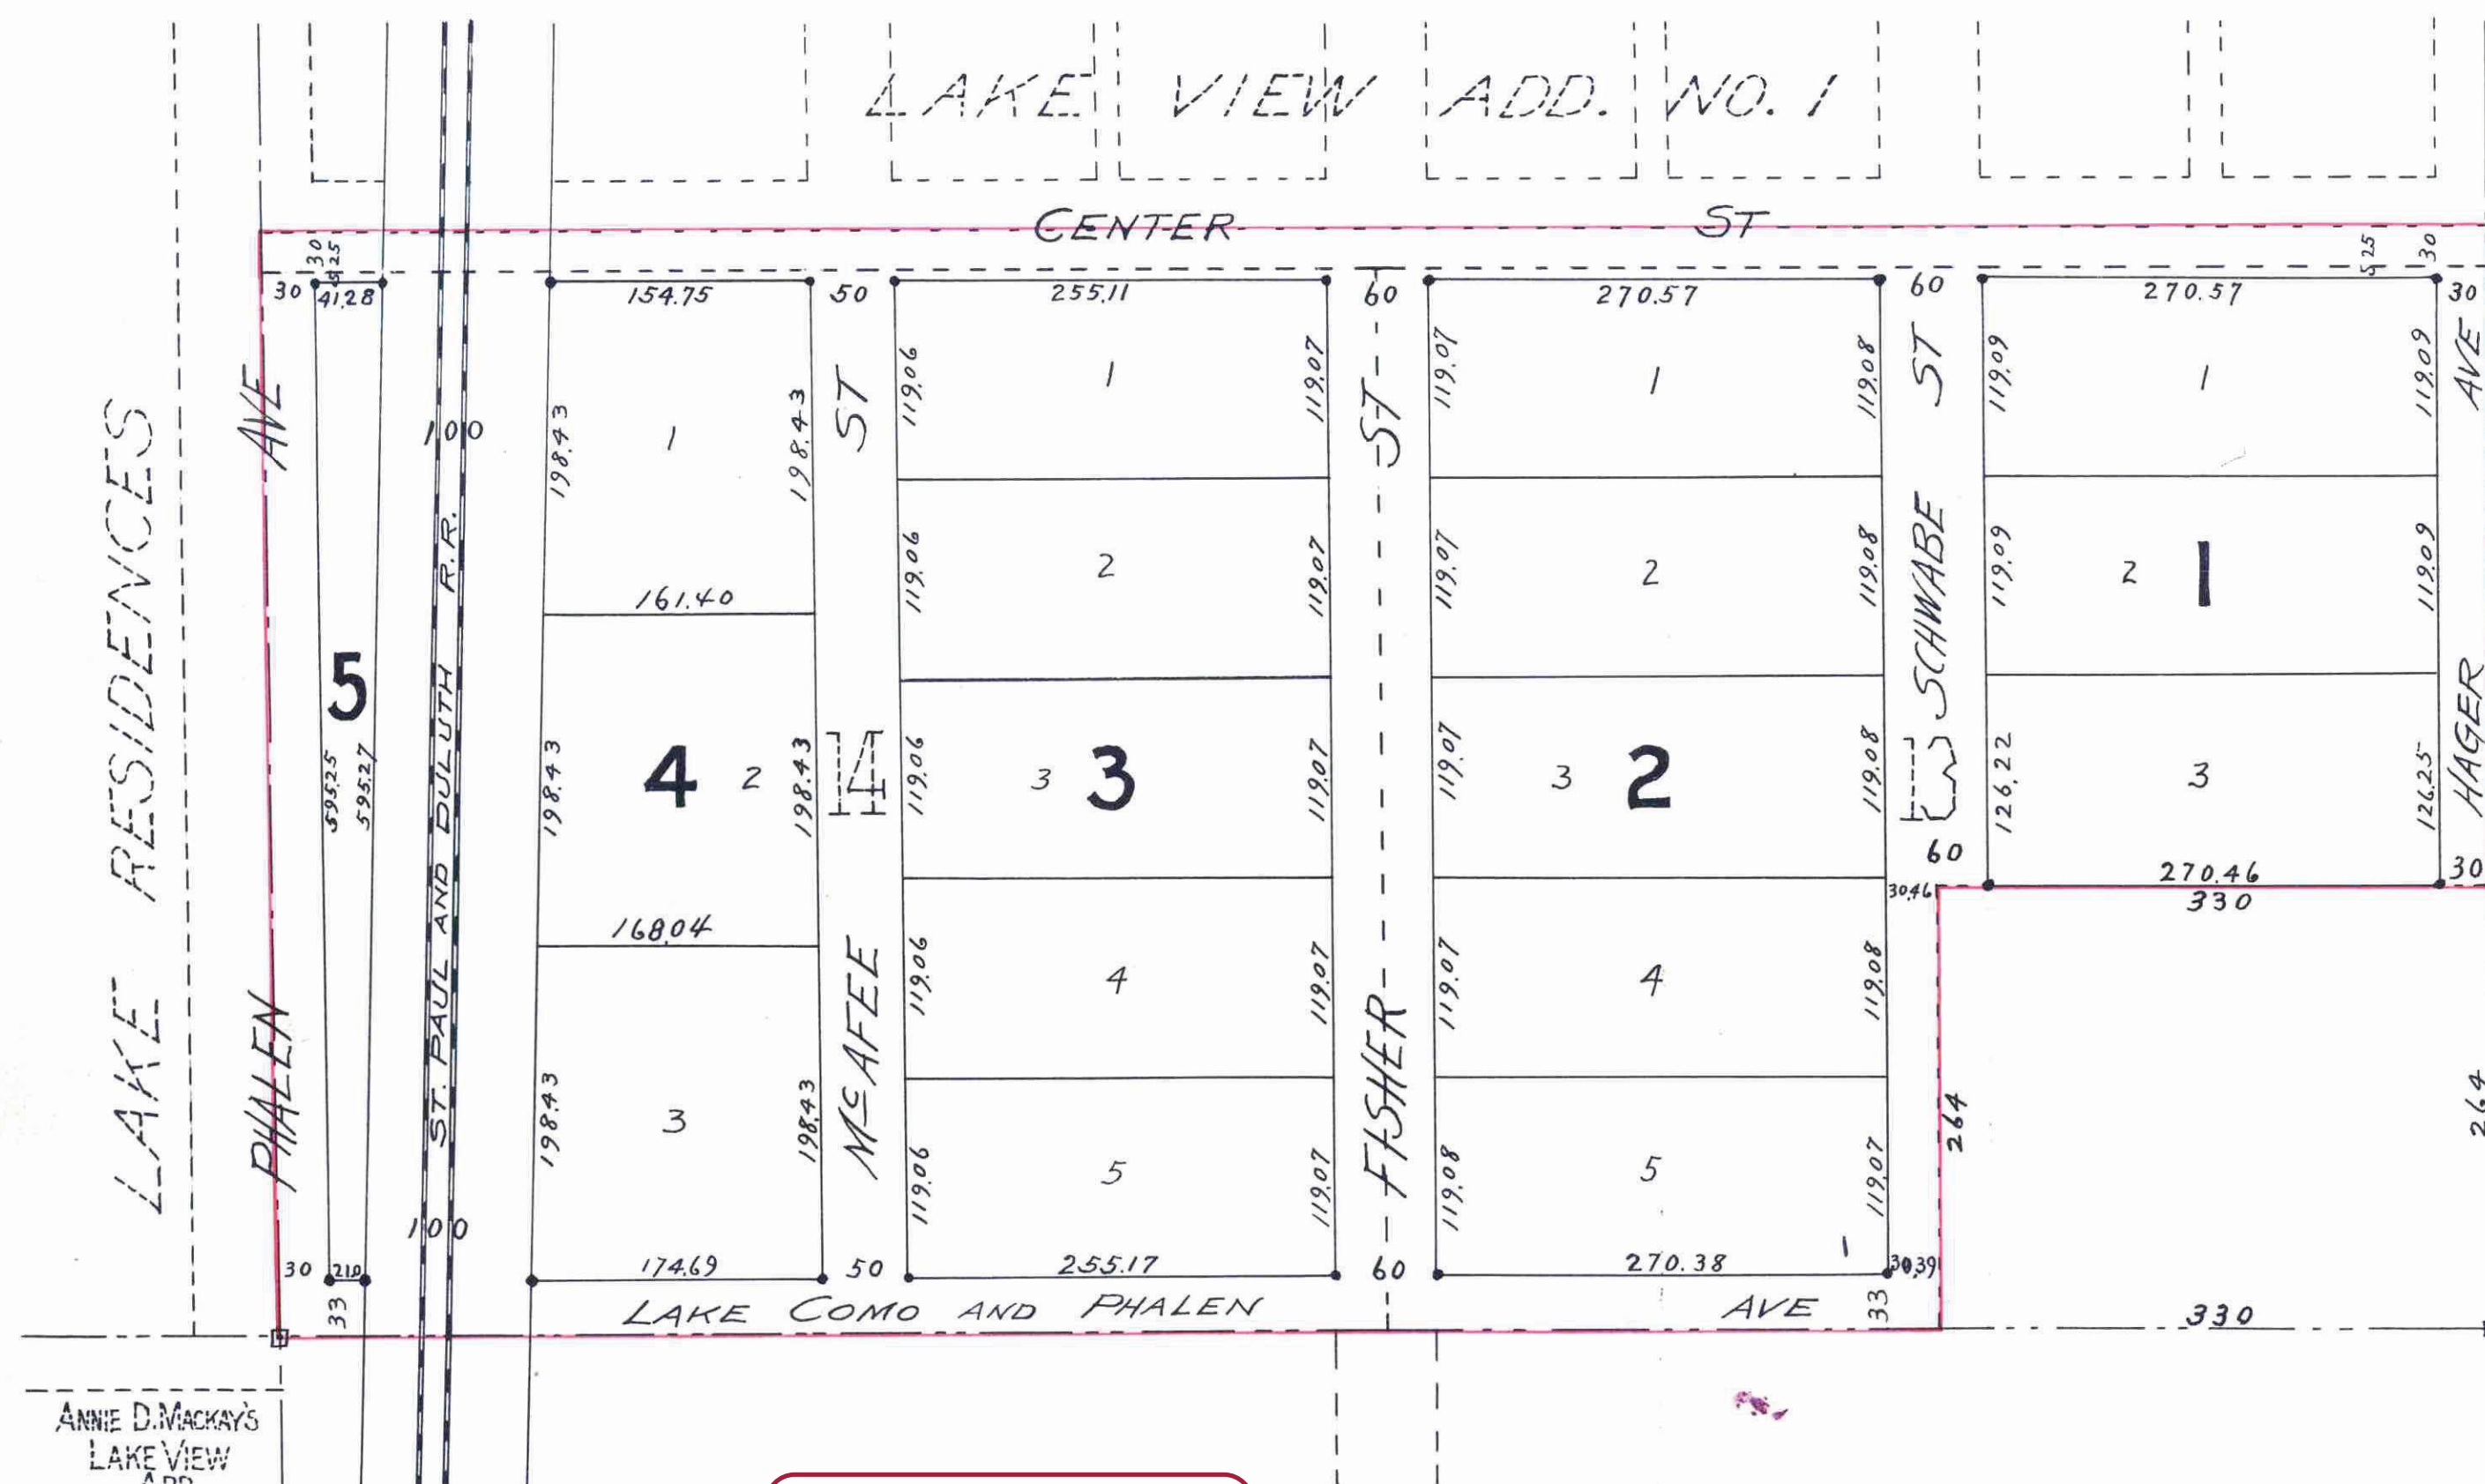 LAKE VIEW ADD. NO. 1
CENTER ST
30 5.25 5.25 30
30 41.28 154.75 50 255.11 60 270.57 60 270.57 30
LAKE RESIDENCES
PHALEN AVE
5
595.25 595.27
100
ST. PAUL AND DULUTH R.R.
100
198.43 1 198.43
161.40
198.43 4 2 198.43
168.04
198.43 3 198.43
McAFEE ST
14
119.06 1 119.07
119.06 2 119.07
119.06 3 3 119.07
119.06 4 119.07
119.06 5 119.07
FISHER ST
119.07 1 119.08
119.07 2 119.08
119.07 3 2 119.08
119.07 4 119.08
119.08 5 119.07
1
SCHWABE ST
13
60
30.46
119.09 1 119.09
119.09 2 1 119.09
126.22 3 126.25
HAGER AVE
270.46 30
330
264 264
30 21.0 174.69 50 255.17 60 270.38 30.39
33 LAKE COMO AND PHALEN AVE 33
330
ANNIE D. MACKAY'S
LAKE VIEW
ADD.